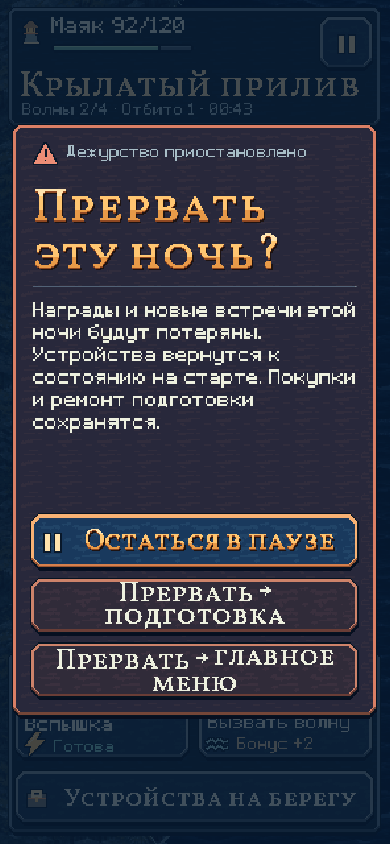 Маяк 92/120
Крылатый прилив
Волны 2/4 · Отбито 1 · 00:43
Дежурство приостановлено
Прервать
эту ночь?
Награды и новые встречи этой
ночи будут потеряны.
Устройства вернутся к
состоянию на старте. Покупки
и ремонт подготовки
сохранятся.
Остаться в паузе
Прервать →
подготовка
Прервать → главное
меню
Вспышка
Готова
Вызвать волну
Бонус +2
Устройства на берегу